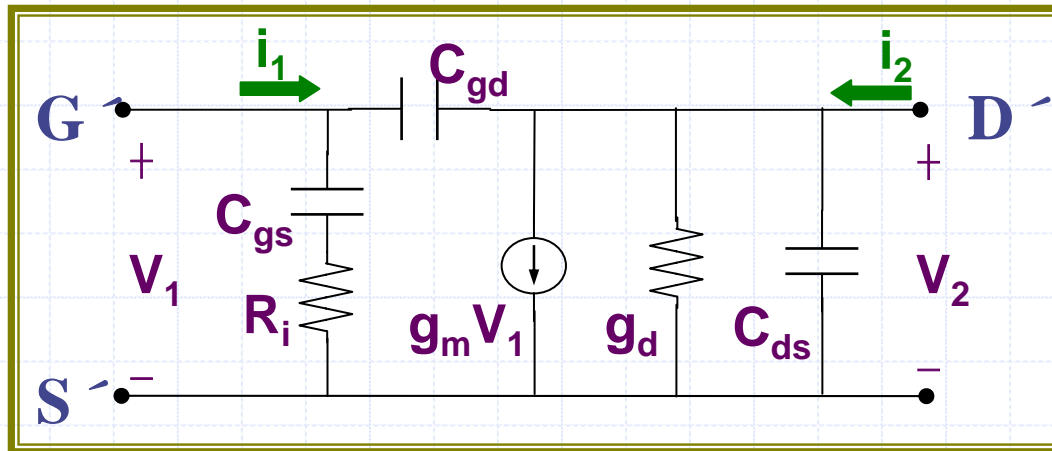 i1
Cgd
i2
G´
D´
+
+
Cgs
V1
Ri
gmV1
gd
Cds
V2
−
−
S´